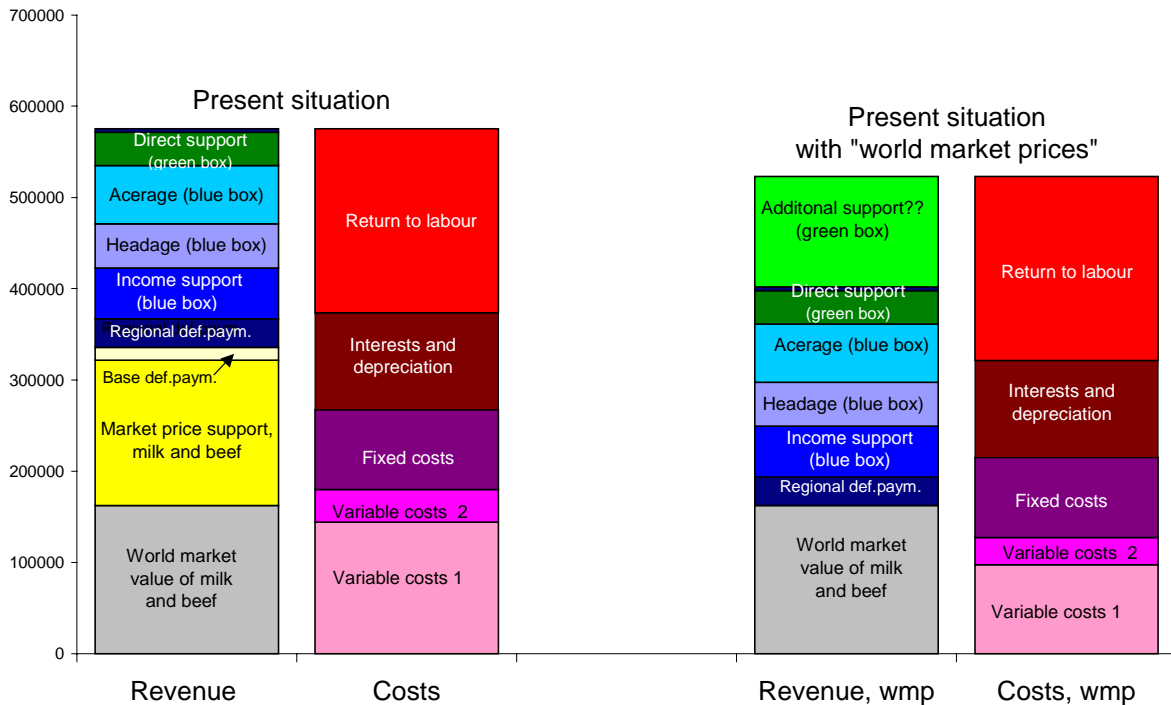 700000
600000
500000
400000
300000
200000
100000
0
Present situation
Direct support
(green box)
Acerage (blue box)
Headage (blue box)
Income support
(blue box)
Regional def.paym.
Base def.paym.
Market price support,
milk and beef
World market
value of milk
and beef
Return to labour
Interests and
depreciation
Fixed costs
Variable costs 2
Variable costs 1
Present situation
with "world market prices"
Additonal support??
(green box)
Direct support
(green box)
Acerage (blue box)
Headage (blue box)
Income support
(blue box)
Regional def.paym.
World market
value of milk
and beef
Return to labour
Interests and
depreciation
Fixed costs
Variable costs 2
Variable costs 1
Revenue
Costs
Revenue, wmp
Costs, wmp